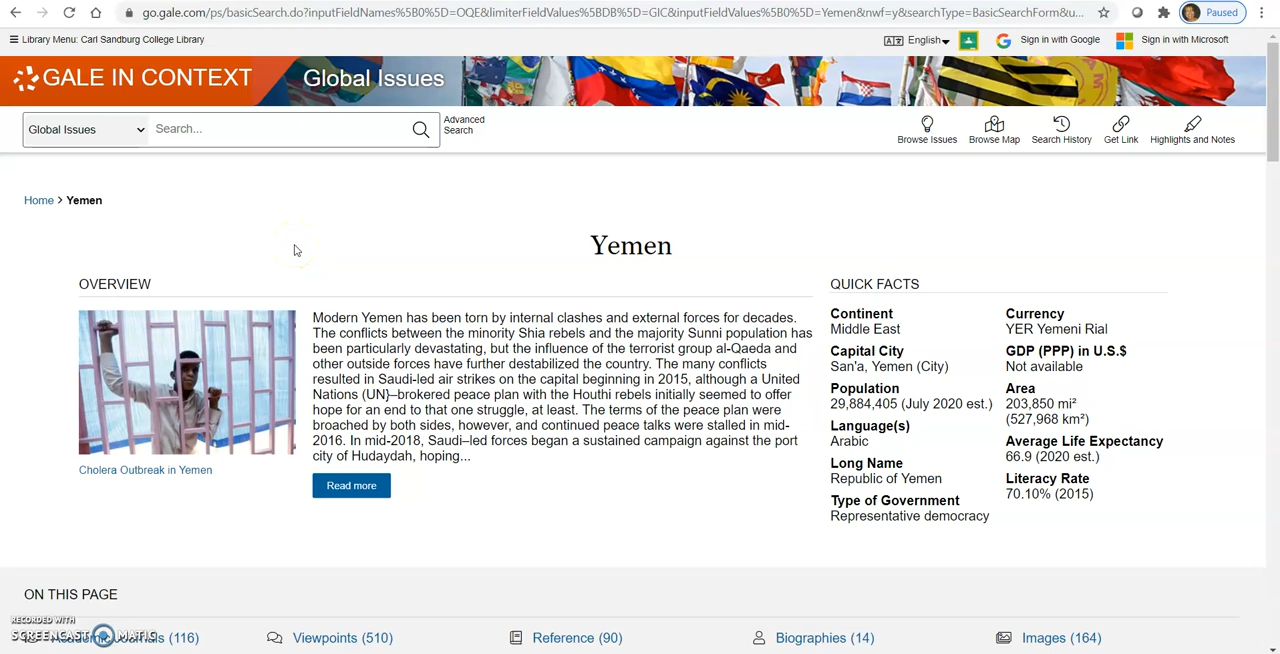 go.gale.com/ps/basicSearch.do?inputFieldNames%5B0%5D=OQE&limiterFieldValues%5BDB%5D=GIC&inputFieldValues%5B0%5D=Yemen&nwf=y&searchType=BasicSearchForm&u...
Paused
Library Menu: Carl Sandburg College Library
English
Sign in with Google
Sign in with Microsoft
GALE IN CONTEXT
Global Issues
Global Issues
Search...
Advanced
Search
Browse Issues
Browse Map
Search History
Get Link
Highlights and Notes
Home > Yemen
Yemen
OVERVIEW
Modern Yemen has been torn by internal clashes and external forces for decades.
The conflicts between the minority Shia rebels and the majority Sunni population has
been particularly devastating, but the influence of the terrorist group al-Qaeda and
other outside forces have further destabilized the country. The many conflicts
resulted in Saudi-led air strikes on the capital beginning in 2015, although a United
Nations (UN}–brokered peace plan with the Houthi rebels initially seemed to offer
hope for an end to that one struggle, at least. The terms of the peace plan were
breached by both sides, however, and continued peace talks were stalled in mid-
2016. In mid-2018, Saudi–led forces began a sustained campaign against the port
city of Hudaydah, hoping...
Cholera Outbreak in Yemen
Read more
QUICK FACTS
Continent
Middle East
Capital City
San'a, Yemen (City)
Population
29,884,405 (July 2020 est.)
Language(s)
Arabic
Long Name
Republic of Yemen
Type of Government
Representative democracy
Currency
YER Yemeni Rial
GDP (PPP) in U.S.$
Not available
Area
203,850 mi²
(527,968 km²)
Average Life Expectancy
66.9 (2020 est.)
Literacy Rate
70.10% (2015)
ON THIS PAGE
Academic Journals (116)
Viewpoints (510)
Reference (90)
Biographies (14)
Images (164)
RECORDED WITH
SCREENCAST MATIC